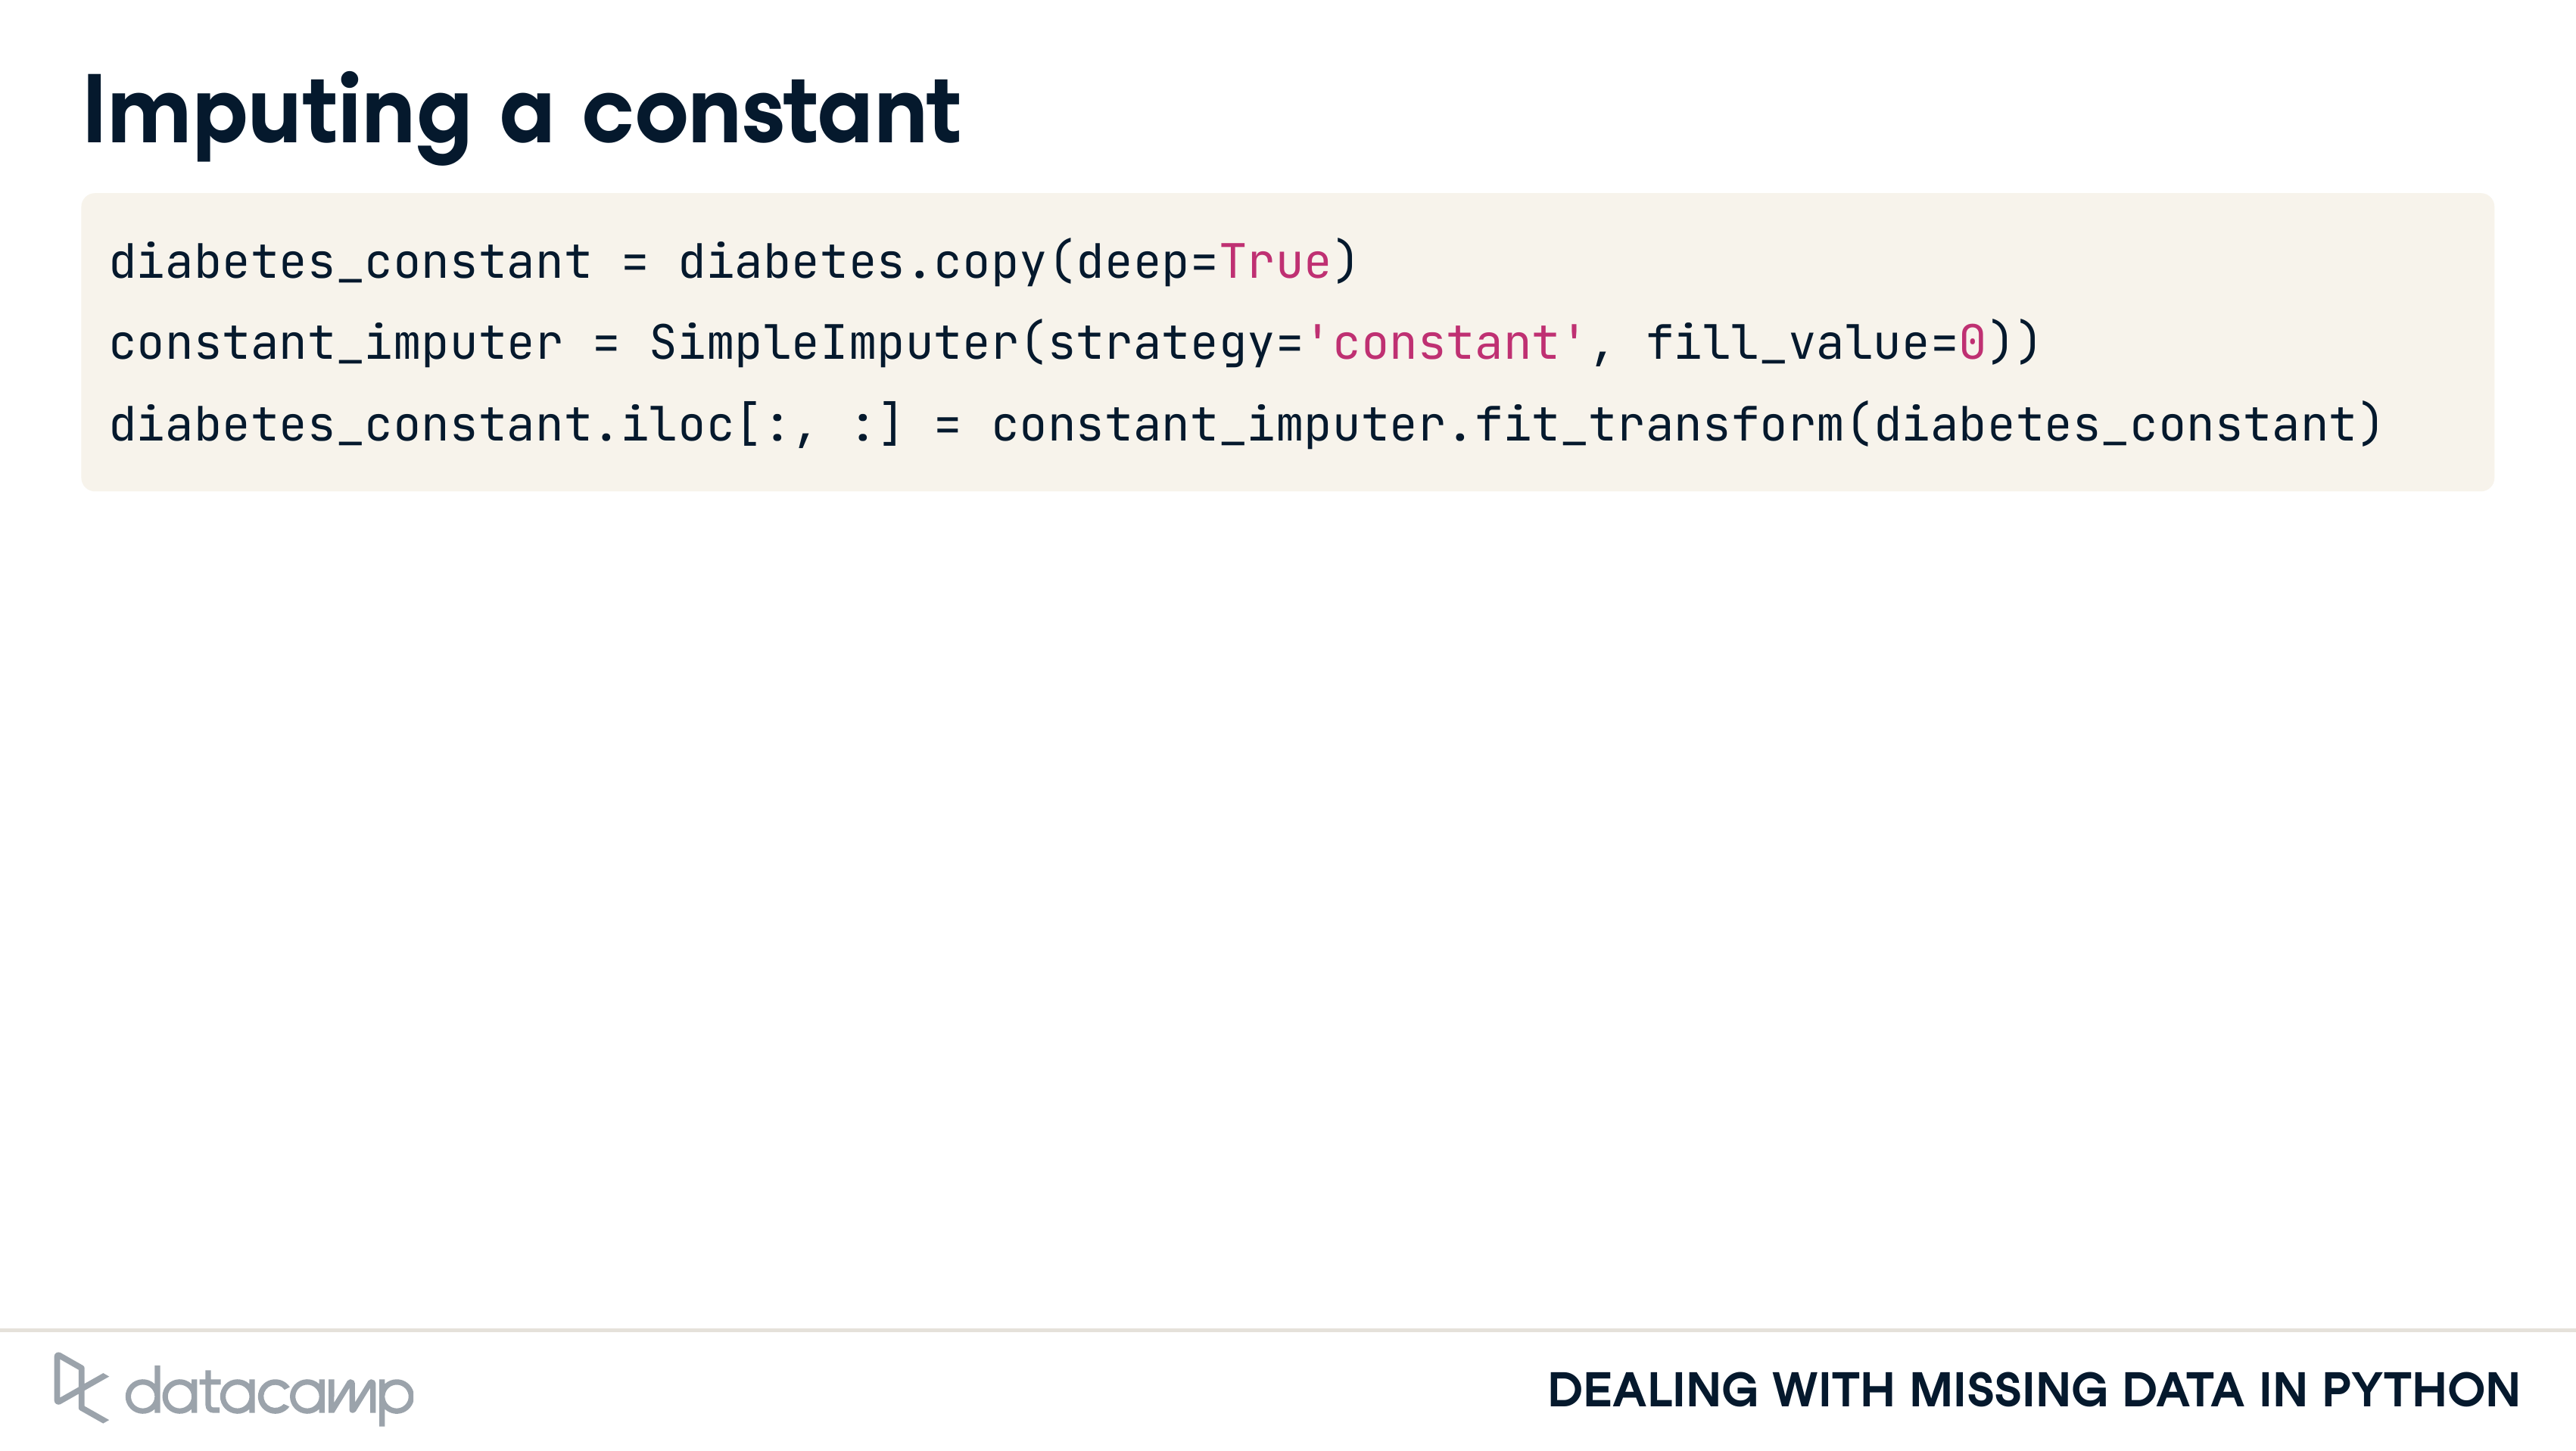 Imputing a constant
diabetes_constant = diabetes.copy(deep=True)
constant_imputer = SimpleImputer(strategy='constant', fill_value=0))
diabetes_constant.iloc[:, :] = constant_imputer.fit_transform(diabetes_constant)
datacamp
DEALING WITH MISSING DATA IN PYTHON